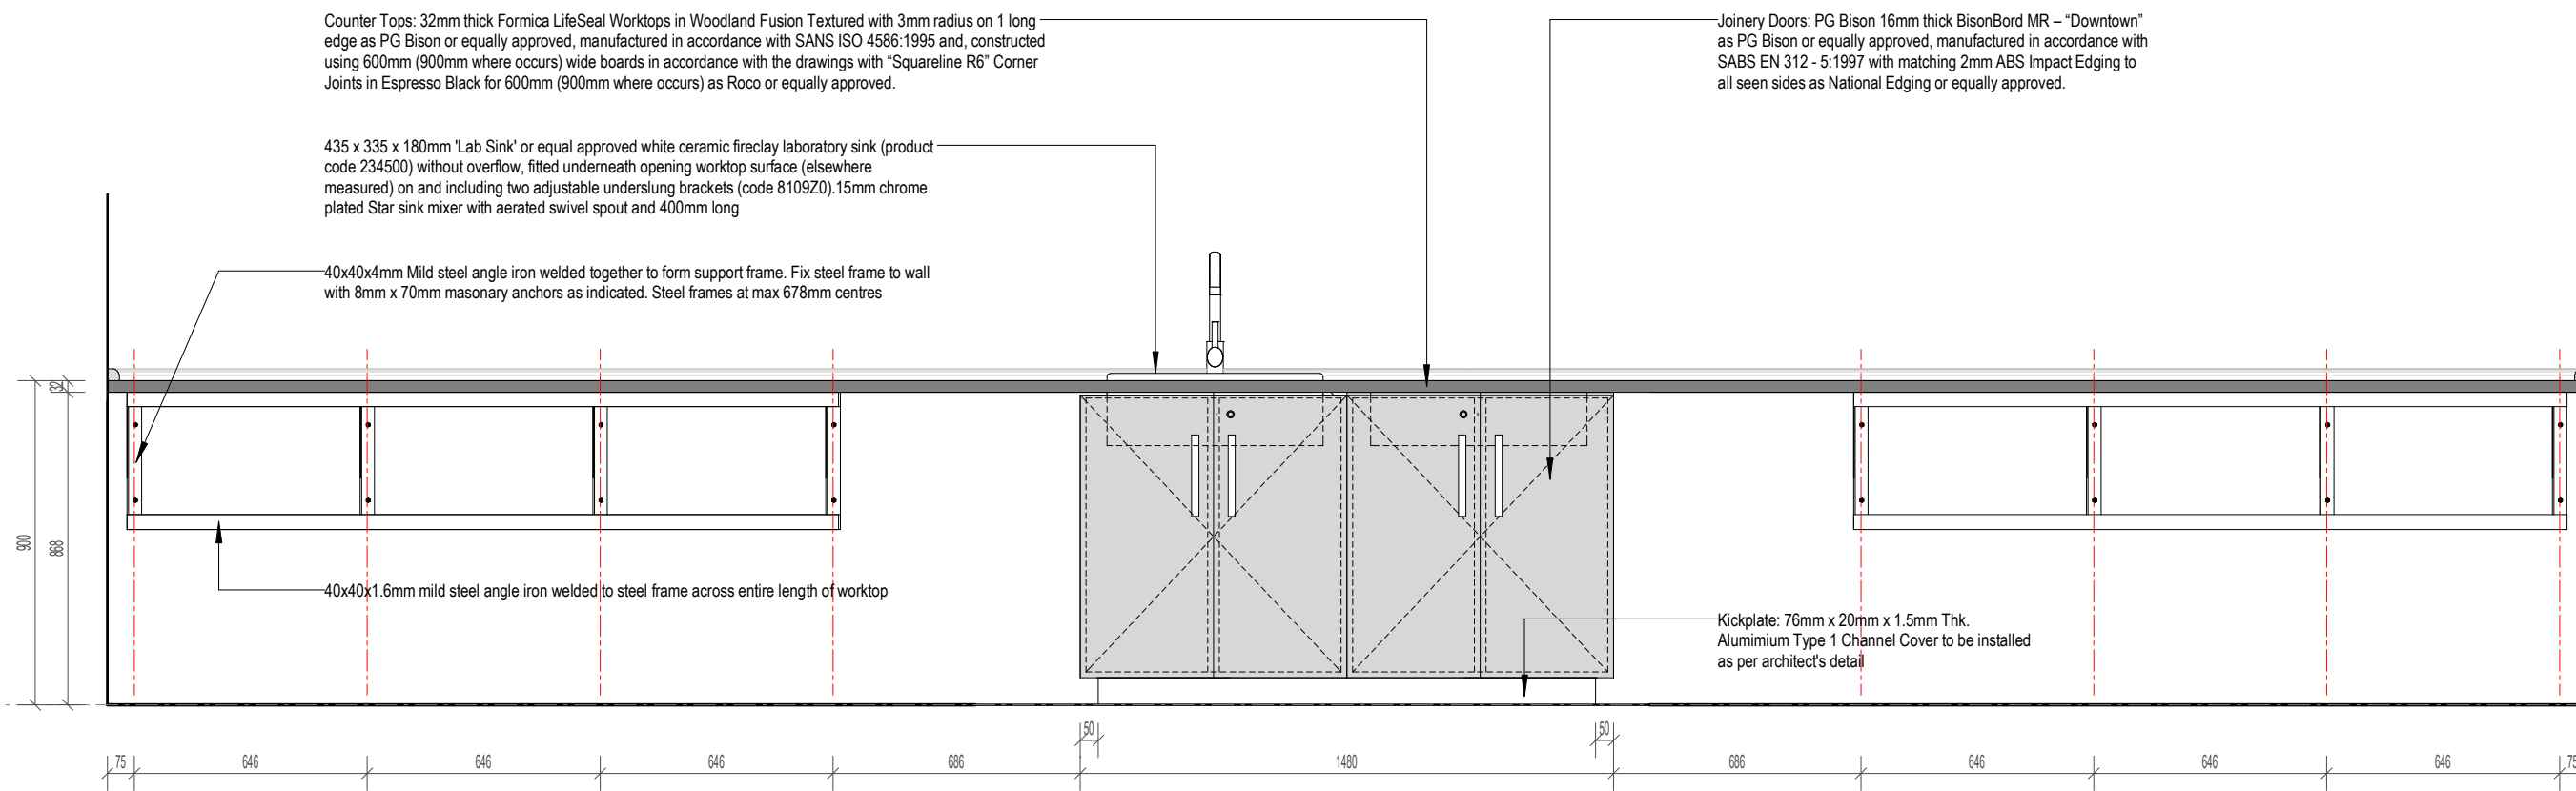 Counter Tops: 32mm thick Formica LifeSeal Worktops in Woodland Fusion Textured with 3mm radius on 1 long
edge as PG Bison or equally approved, manufactured in accordance with SANS ISO 4586:1995 and, constructed
using 600mm (900mm where occurs) wide boards in accordance with the drawings with “Squareline R6” Corner
Joints in Espresso Black for 600mm (900mm where occurs) as Roco or equally approved.
Joinery Doors: PG Bison 16mm thick BisonBord MR – “Downtown”
as PG Bison or equally approved, manufactured in accordance with
SABS EN 312 - 5:1997 with matching 2mm ABS Impact Edging to
all seen sides as National Edging or equally approved.
435 x 335 x 180mm 'Lab Sink' or equal approved white ceramic fireclay laboratory sink (product
code 234500) without overflow, fitted underneath opening worktop surface (elsewhere
measured) on and including two adjustable underslung brackets (code 8109Z0).15mm chrome
plated Star sink mixer with aerated swivel spout and 400mm long
40x40x4mm Mild steel angle iron welded together to form support frame. Fix steel frame to wall
with 8mm x 70mm masonary anchors as indicated. Steel frames at max 678mm centres
32
900
868
40x40x1.6mm mild steel angle iron welded to steel frame across entire length of worktop
Kickplate: 76mm x 20mm x 1.5mm Thk.
Alumimium Type 1 Channel Cover to be installed
as per architect's detail
50
50
75
646
646
646
686
1480
686
646
646
646
75